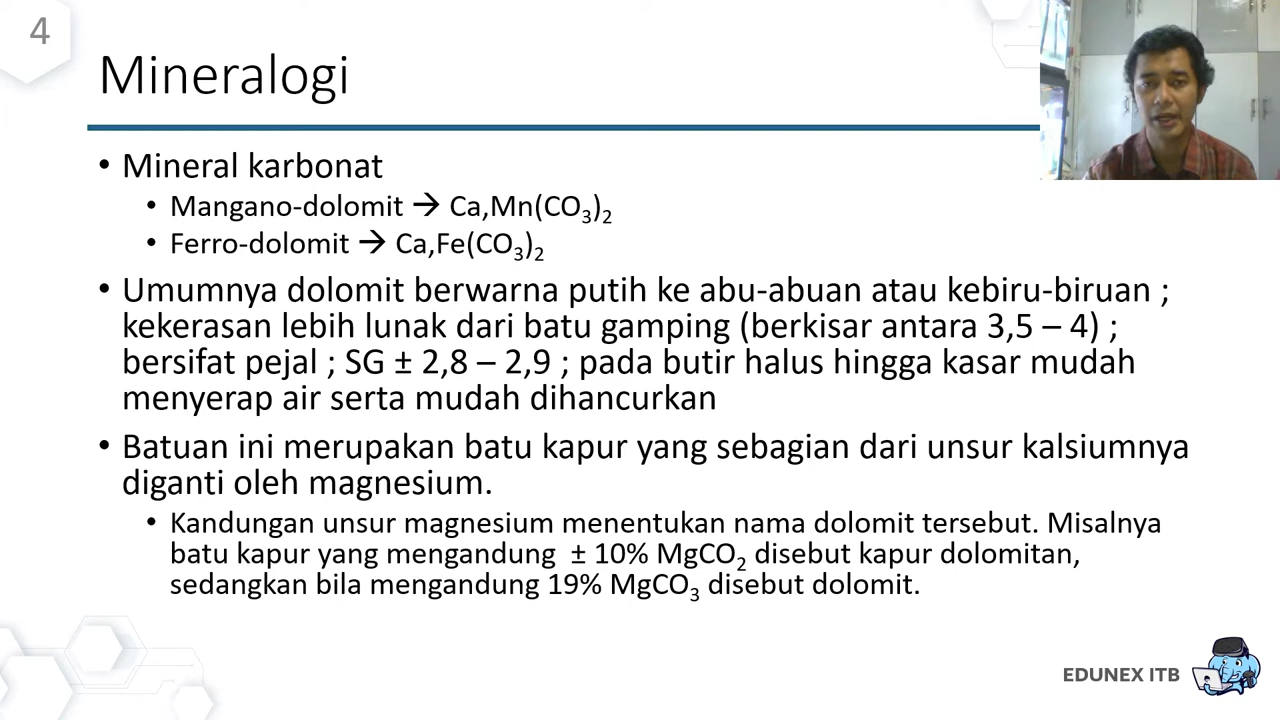 4
Mineralogi
• Mineral karbonat
• Mangano-dolomit → Ca,Mn(CO₃)₂
• Ferro-dolomit → Ca,Fe(CO₃)₂
• Umumnya dolomit berwarna putih ke abu-abuan atau kebiru-biruan ;
kekerasan lebih lunak dari batu gamping (berkisar antara 3,5 – 4) ;
bersifat pejal ; SG ± 2,8 – 2,9 ; pada butir halus hingga kasar mudah
menyerap air serta mudah dihancurkan
• Batuan ini merupakan batu kapur yang sebagian dari unsur kalsiumnya
diganti oleh magnesium.
• Kandungan unsur magnesium menentukan nama dolomit tersebut. Misalnya
batu kapur yang mengandung ± 10% MgCO₂ disebut kapur dolomitan,
sedangkan bila mengandung 19% MgCO₃ disebut dolomit.
EDUNEX ITB